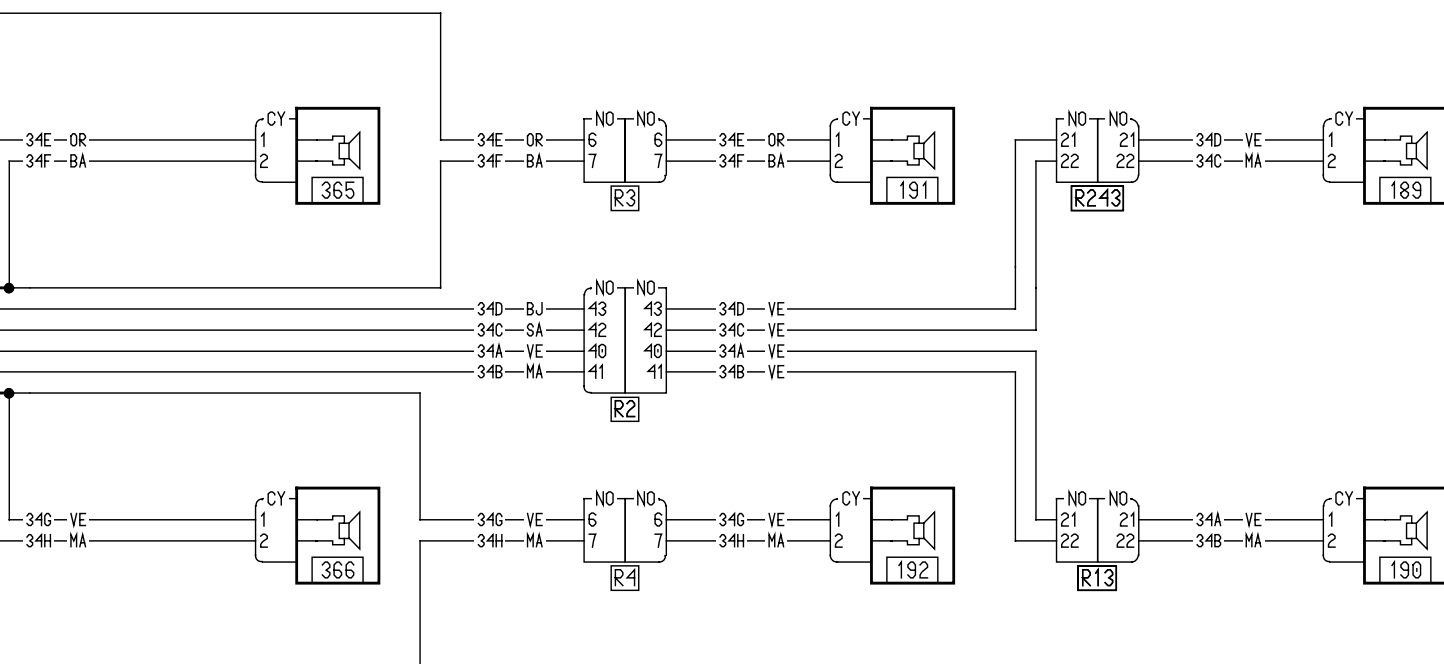 CY NO NO CY NO NO CY
34E OR 1 34E OR 6 6 34E OR 1 21 21 34D VE 1
34F BA 2 34F BA 7 7 34F BA 2 22 22 34C MA 2
365 R3 191 R243 189
NO NO
34D BJ 43 43 34D VE
34C SA 42 42 34C VE
34A VE 40 40 34A VE
34B MA 41 41 34B VE
R2
CY NO NO CY NO NO CY
34G VE 1 34G VE 6 6 34G VE 1 21 21 34A VE 1
34H MA 2 34H MA 7 7 34H MA 2 22 22 34B MA 2
366 R4 192 R13 190